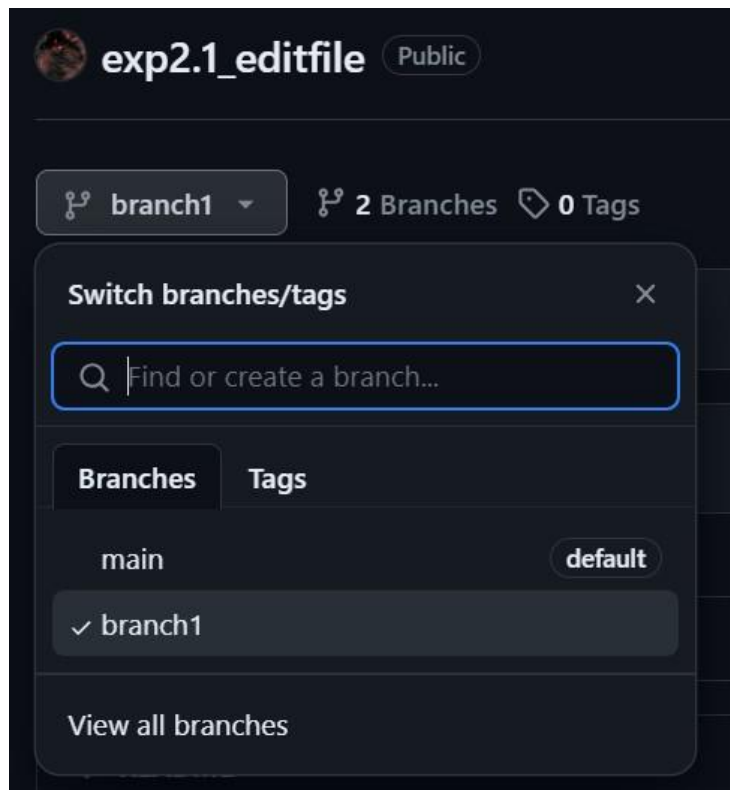 exp2.1_editfile Public
branch1 2 Branches 0 Tags
Switch branches/tags
Find or create a branch...
Branches Tags
main default
branch1
View all branches